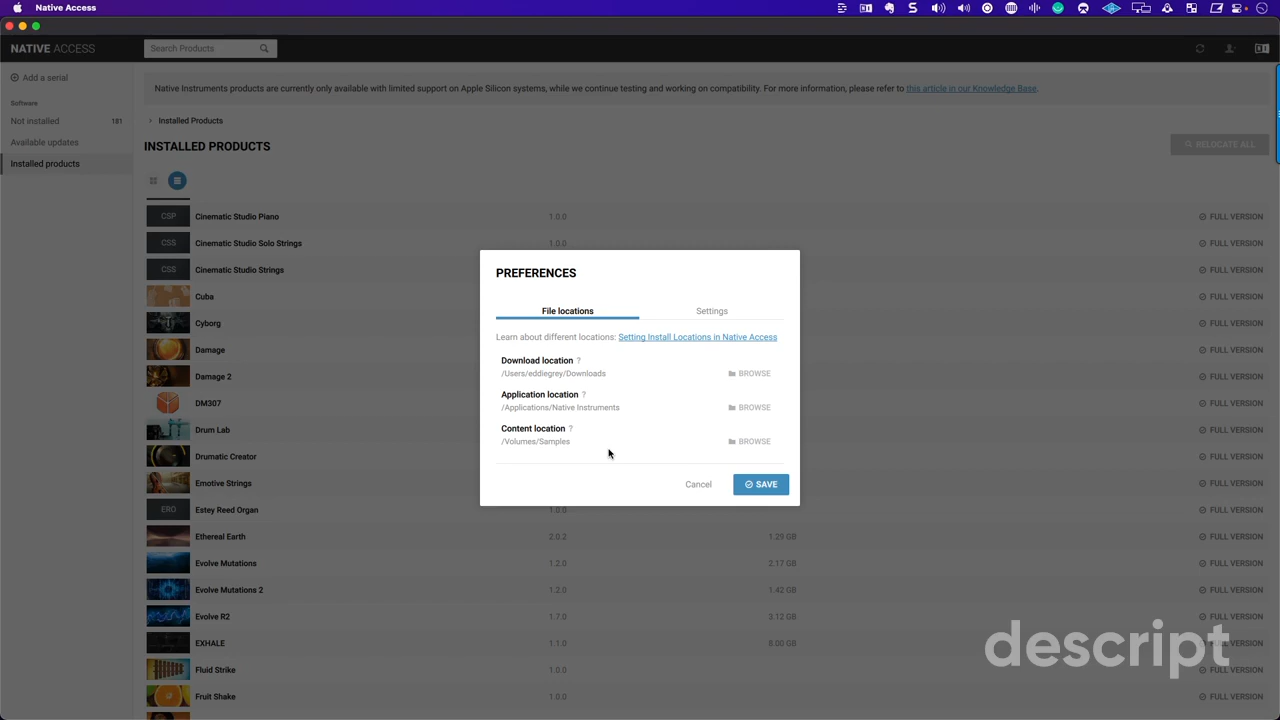 Native Access
NATIVE ACCESS
Search Products
Add a serial
Software
Not installed 181
Available updates
Installed products
Native Instruments products are currently only available with limited support on Apple Silicon systems, while we continue testing and working on compatibility. For more information, please refer to this article in our Knowledge Base.
> Installed Products
INSTALLED PRODUCTS
RELOCATE ALL
CSP Cinematic Studio Piano 1.0.0 FULL VERSION
CSS Cinematic Studio Solo Strings 1.0.0 FULL VERSION
CSS Cinematic Studio Strings FULL VERSION
Cuba FULL VERSION
Cyborg FULL VERSION
Damage FULL VERSION
Damage 2 FULL VERSION
DM307 FULL VERSION
Drum Lab FULL VERSION
Drumatic Creator FULL VERSION
Emotive Strings FULL VERSION
ERO Estey Reed Organ 1.0.0 FULL VERSION
Ethereal Earth 2.0.2 1.29 GB FULL VERSION
Evolve Mutations 1.2.0 2.17 GB FULL VERSION
Evolve Mutations 2 1.2.0 1.42 GB FULL VERSION
Evolve R2 1.7.0 3.12 GB FULL VERSION
EXHALE 1.1.0 8.00 GB FULL VERSION
Fluid Strike 1.0.0 FULL VERSION
Fruit Shake 1.0.0 FULL VERSION
PREFERENCES
File locations Settings
Learn about different locations: Setting Install Locations in Native Access
Download location ?
/Users/eddiegrey/Downloads BROWSE
Application location ?
/Applications/Native Instruments BROWSE
Content location ?
/Volumes/Samples BROWSE
Cancel SAVE
descript